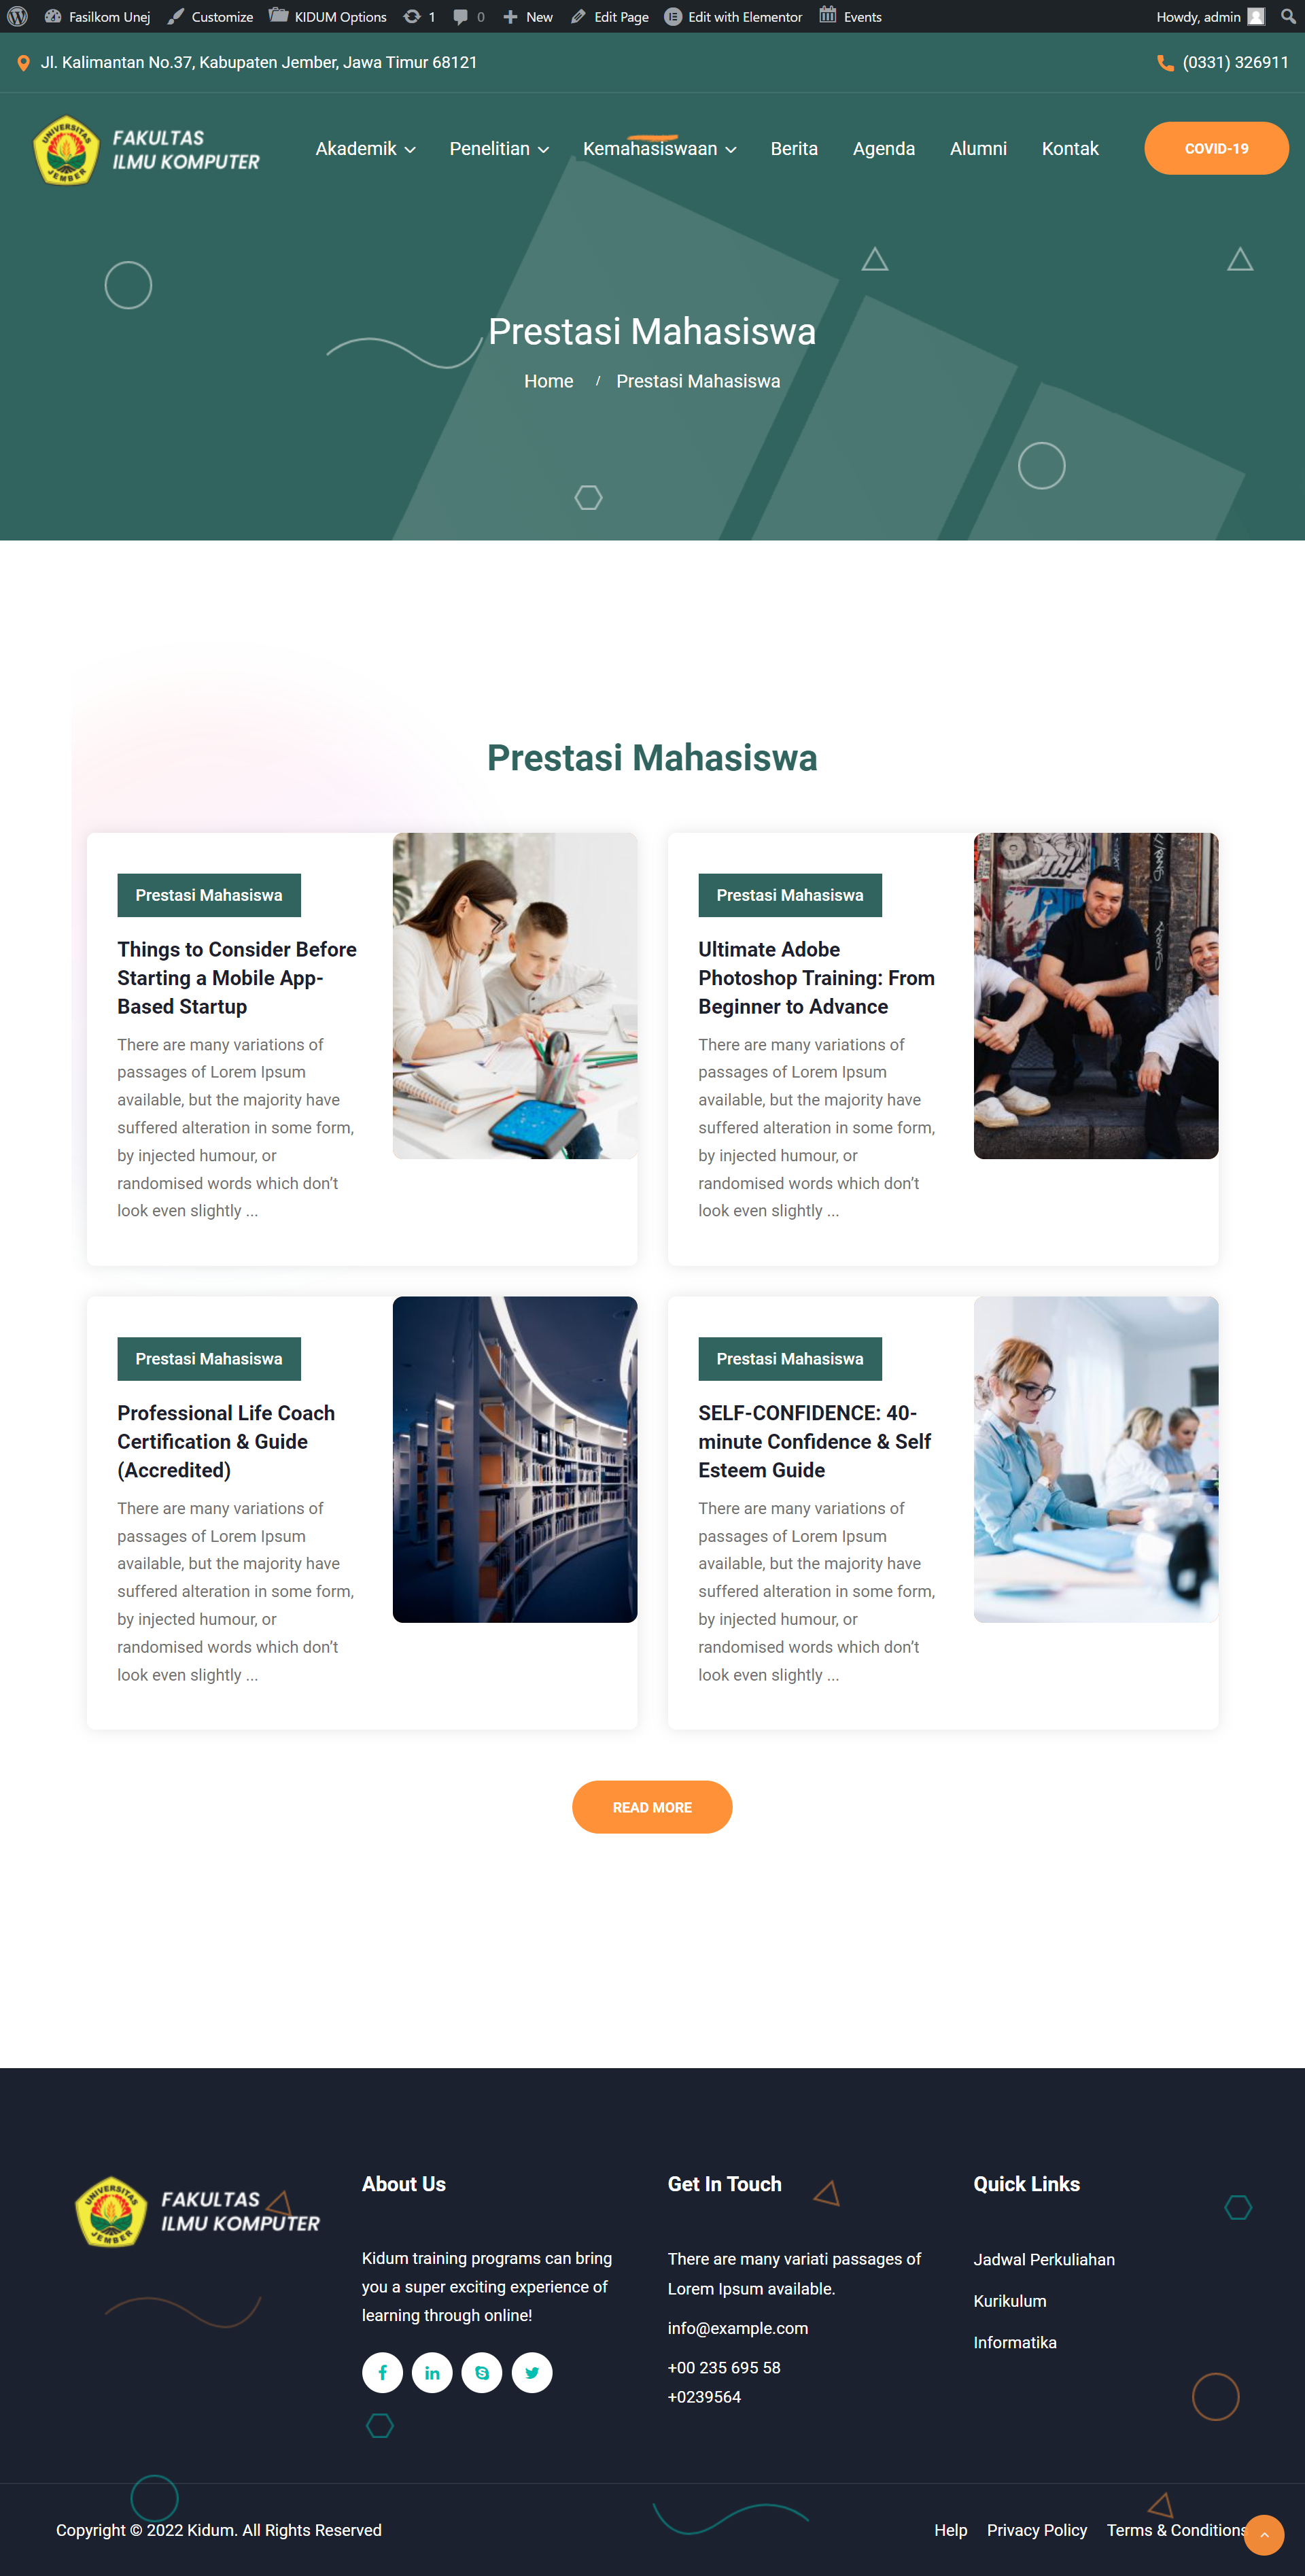 Fasilkom Unej Customize KIDUM Options 1 0 New Edit Page Edit with Elementor Events Howdy, admin
Jl. Kalimantan No.37, Kabupaten Jember, Jawa Timur 68121 (0331) 326911
UNIVERSITAS
JEMBER
FAKULTAS
ILMU KOMPUTER
Akademik Penelitian Kemahasiswaan Berita Agenda Alumni Kontak COVID-19
Prestasi Mahasiswa
Home / Prestasi Mahasiswa
Prestasi Mahasiswa
Prestasi Mahasiswa
Things to Consider Before
Starting a Mobile App-
Based Startup
There are many variations of
passages of Lorem Ipsum
available, but the majority have
suffered alteration in some form,
by injected humour, or
randomised words which don’t
look even slightly ...
Prestasi Mahasiswa
Ultimate Adobe
Photoshop Training: From
Beginner to Advance
There are many variations of
passages of Lorem Ipsum
available, but the majority have
suffered alteration in some form,
by injected humour, or
randomised words which don’t
look even slightly ...
Prestasi Mahasiswa
Professional Life Coach
Certification & Guide
(Accredited)
There are many variations of
passages of Lorem Ipsum
available, but the majority have
suffered alteration in some form,
by injected humour, or
randomised words which don’t
look even slightly ...
Prestasi Mahasiswa
SELF-CONFIDENCE: 40-
minute Confidence & Self
Esteem Guide
There are many variations of
passages of Lorem Ipsum
available, but the majority have
suffered alteration in some form,
by injected humour, or
randomised words which don’t
look even slightly ...
READ MORE
UNIVERSITAS
JEMBER
FAKULTAS
ILMU KOMPUTER
About Us
Kidum training programs can bring
you a super exciting experience of
learning through online!
Get In Touch
There are many variati passages of
Lorem Ipsum available.
info@example.com
+00 235 695 58
+0239564
Quick Links
Jadwal Perkuliahan
Kurikulum
Informatika
Copyright © 2022 Kidum. All Rights Reserved
Help Privacy Policy Terms & Conditions